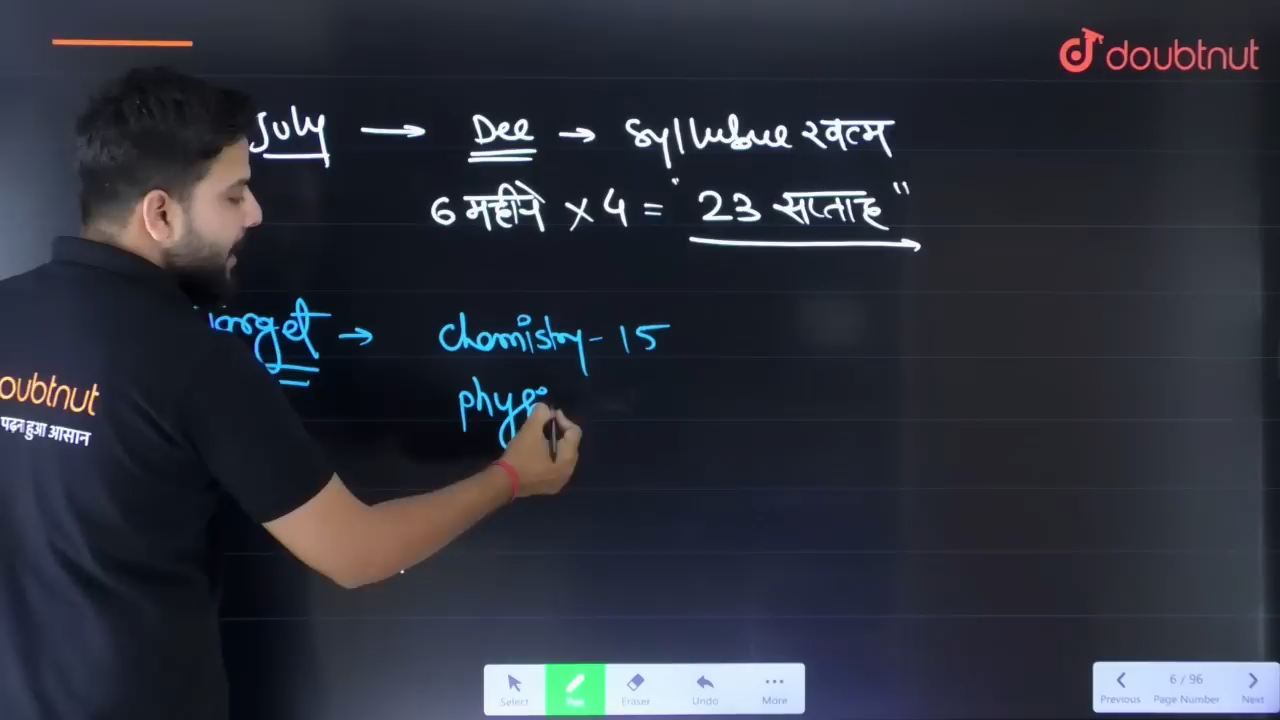 doubtnut
July → Dec → Syllabus खत्म
6 महीने × 4 = "23 सप्ताह"
Target → Chemistry - 15
physi
doubtnut
पढ़ना हुआ आसान
Select
Pen
Eraser
Undo
More
Previous
6 / 96
Page Number
Next